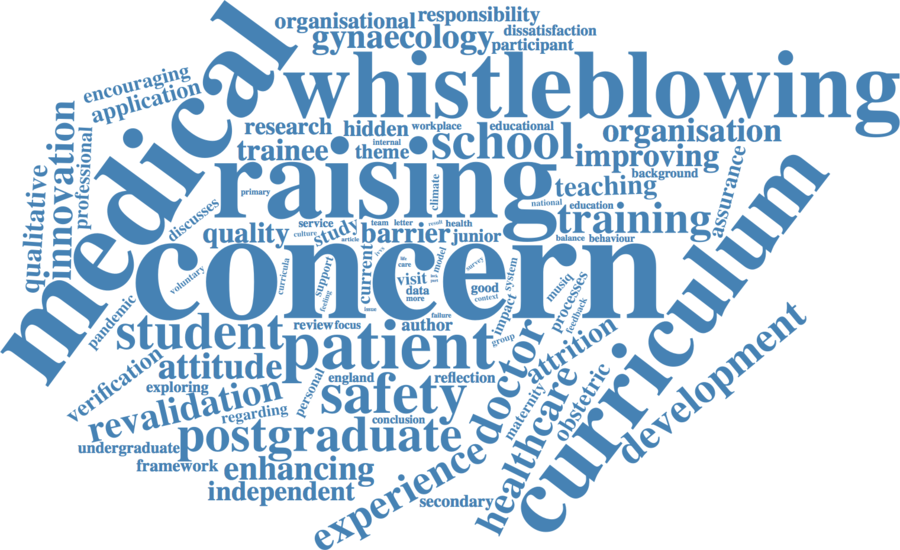 organisational
responsibility
gynaecology
dissatisfaction
participant
medical
encouraging
application
whistleblowing
research
hidden
workplace
educational
organisation
trainee
internal
theme
school
improving
background
qualitative
innovation
professional
raising
primary
climate
teaching
national
education
assurance
discusses
quality
service
culture
study
article
team
letter
result
health
barrier
junior
training
balance
behaviour
concern
voluntary
curricula
support
feeling
current
life
care
visit
data
more
model
survey
good
context
system
impact
musiq
processes
feedback
curriculum
pandemic
student
review
focus
author
failure
group
patient
attitude
doctor
attrition
verification
exploring
personal
england
reflection
safety
maternity
obstetric
healthcare
development
revalidation
regarding
conclusion
undergraduate
postgraduate
framework
enhancing
independent
experience
secondary